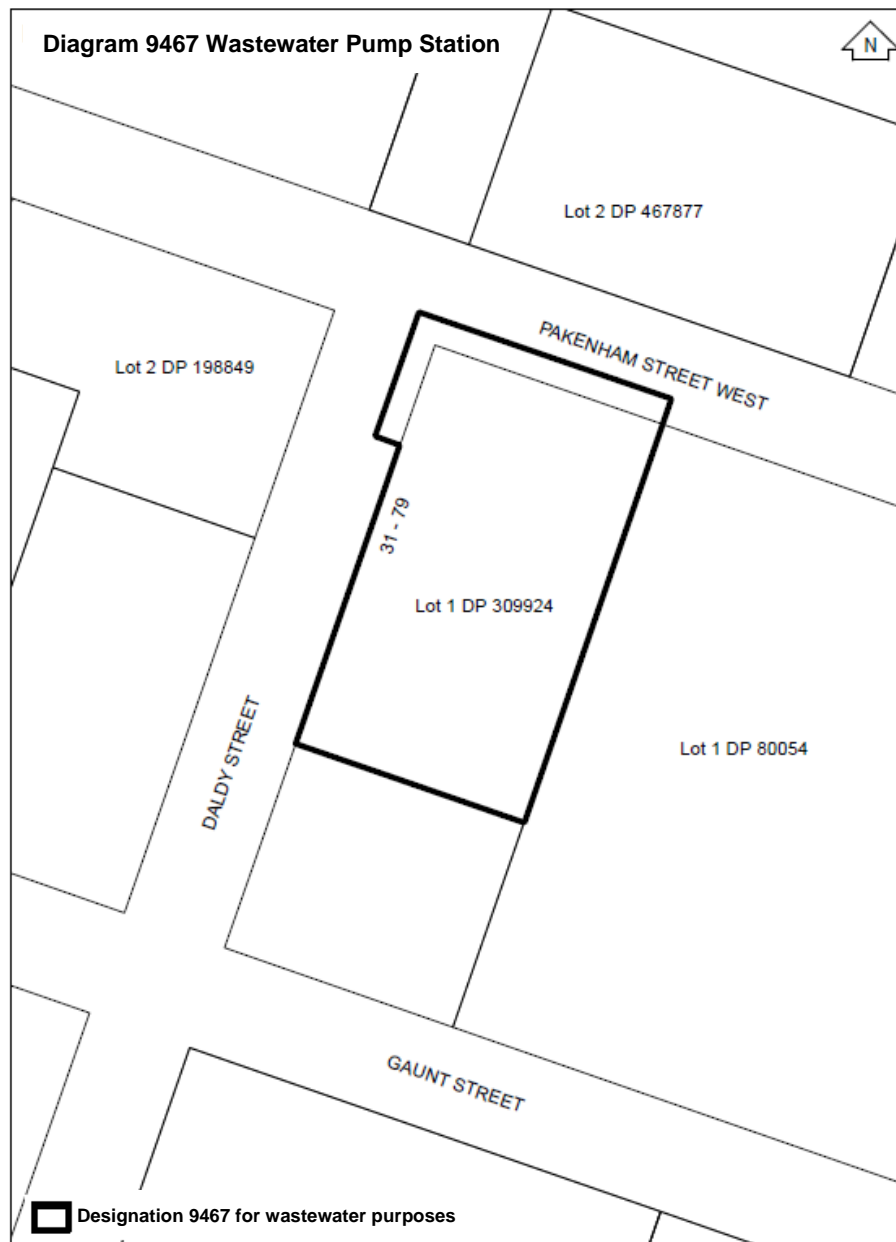 Diagram 9467 Wastewater Pump Station
N
Lot 2 DP 467877
PAKENHAM STREET WEST
Lot 2 DP 198849
31 - 79
Lot 1 DP 309924
DALDY STREET
Lot 1 DP 80054
GAUNT STREET
Designation 9467 for wastewater purposes